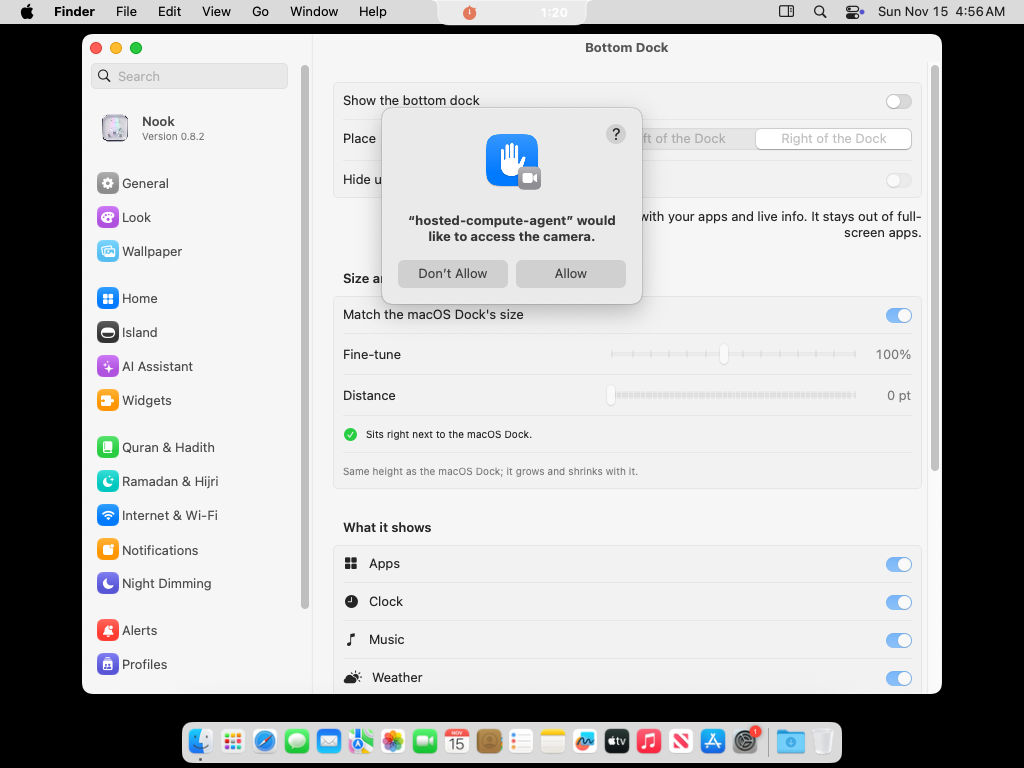 Finder File Edit View Go Window Help 1:20 Sun Nov 15 4:56 AM
Bottom Dock
Search
Nook
Version 0.8.2
General
Look
Wallpaper
Home
Island
AI Assistant
Widgets
Quran & Hadith
Ramadan & Hijri
Internet & Wi-Fi
Notifications
Night Dimming
Alerts
Profiles
Show the bottom dock
Place
ft of the Dock Right of the Dock
Hide u
with your apps and live info. It stays out of full-
screen apps.
?
“hosted-compute-agent” would
like to access the camera.
Don’t Allow Allow
Size a
Match the macOS Dock's size
Fine-tune 100%
Distance 0 pt
Sits right next to the macOS Dock.
Same height as the macOS Dock; it grows and shrinks with it.
What it shows
Apps
Clock
Music
Weather
NOV
15
tv
1